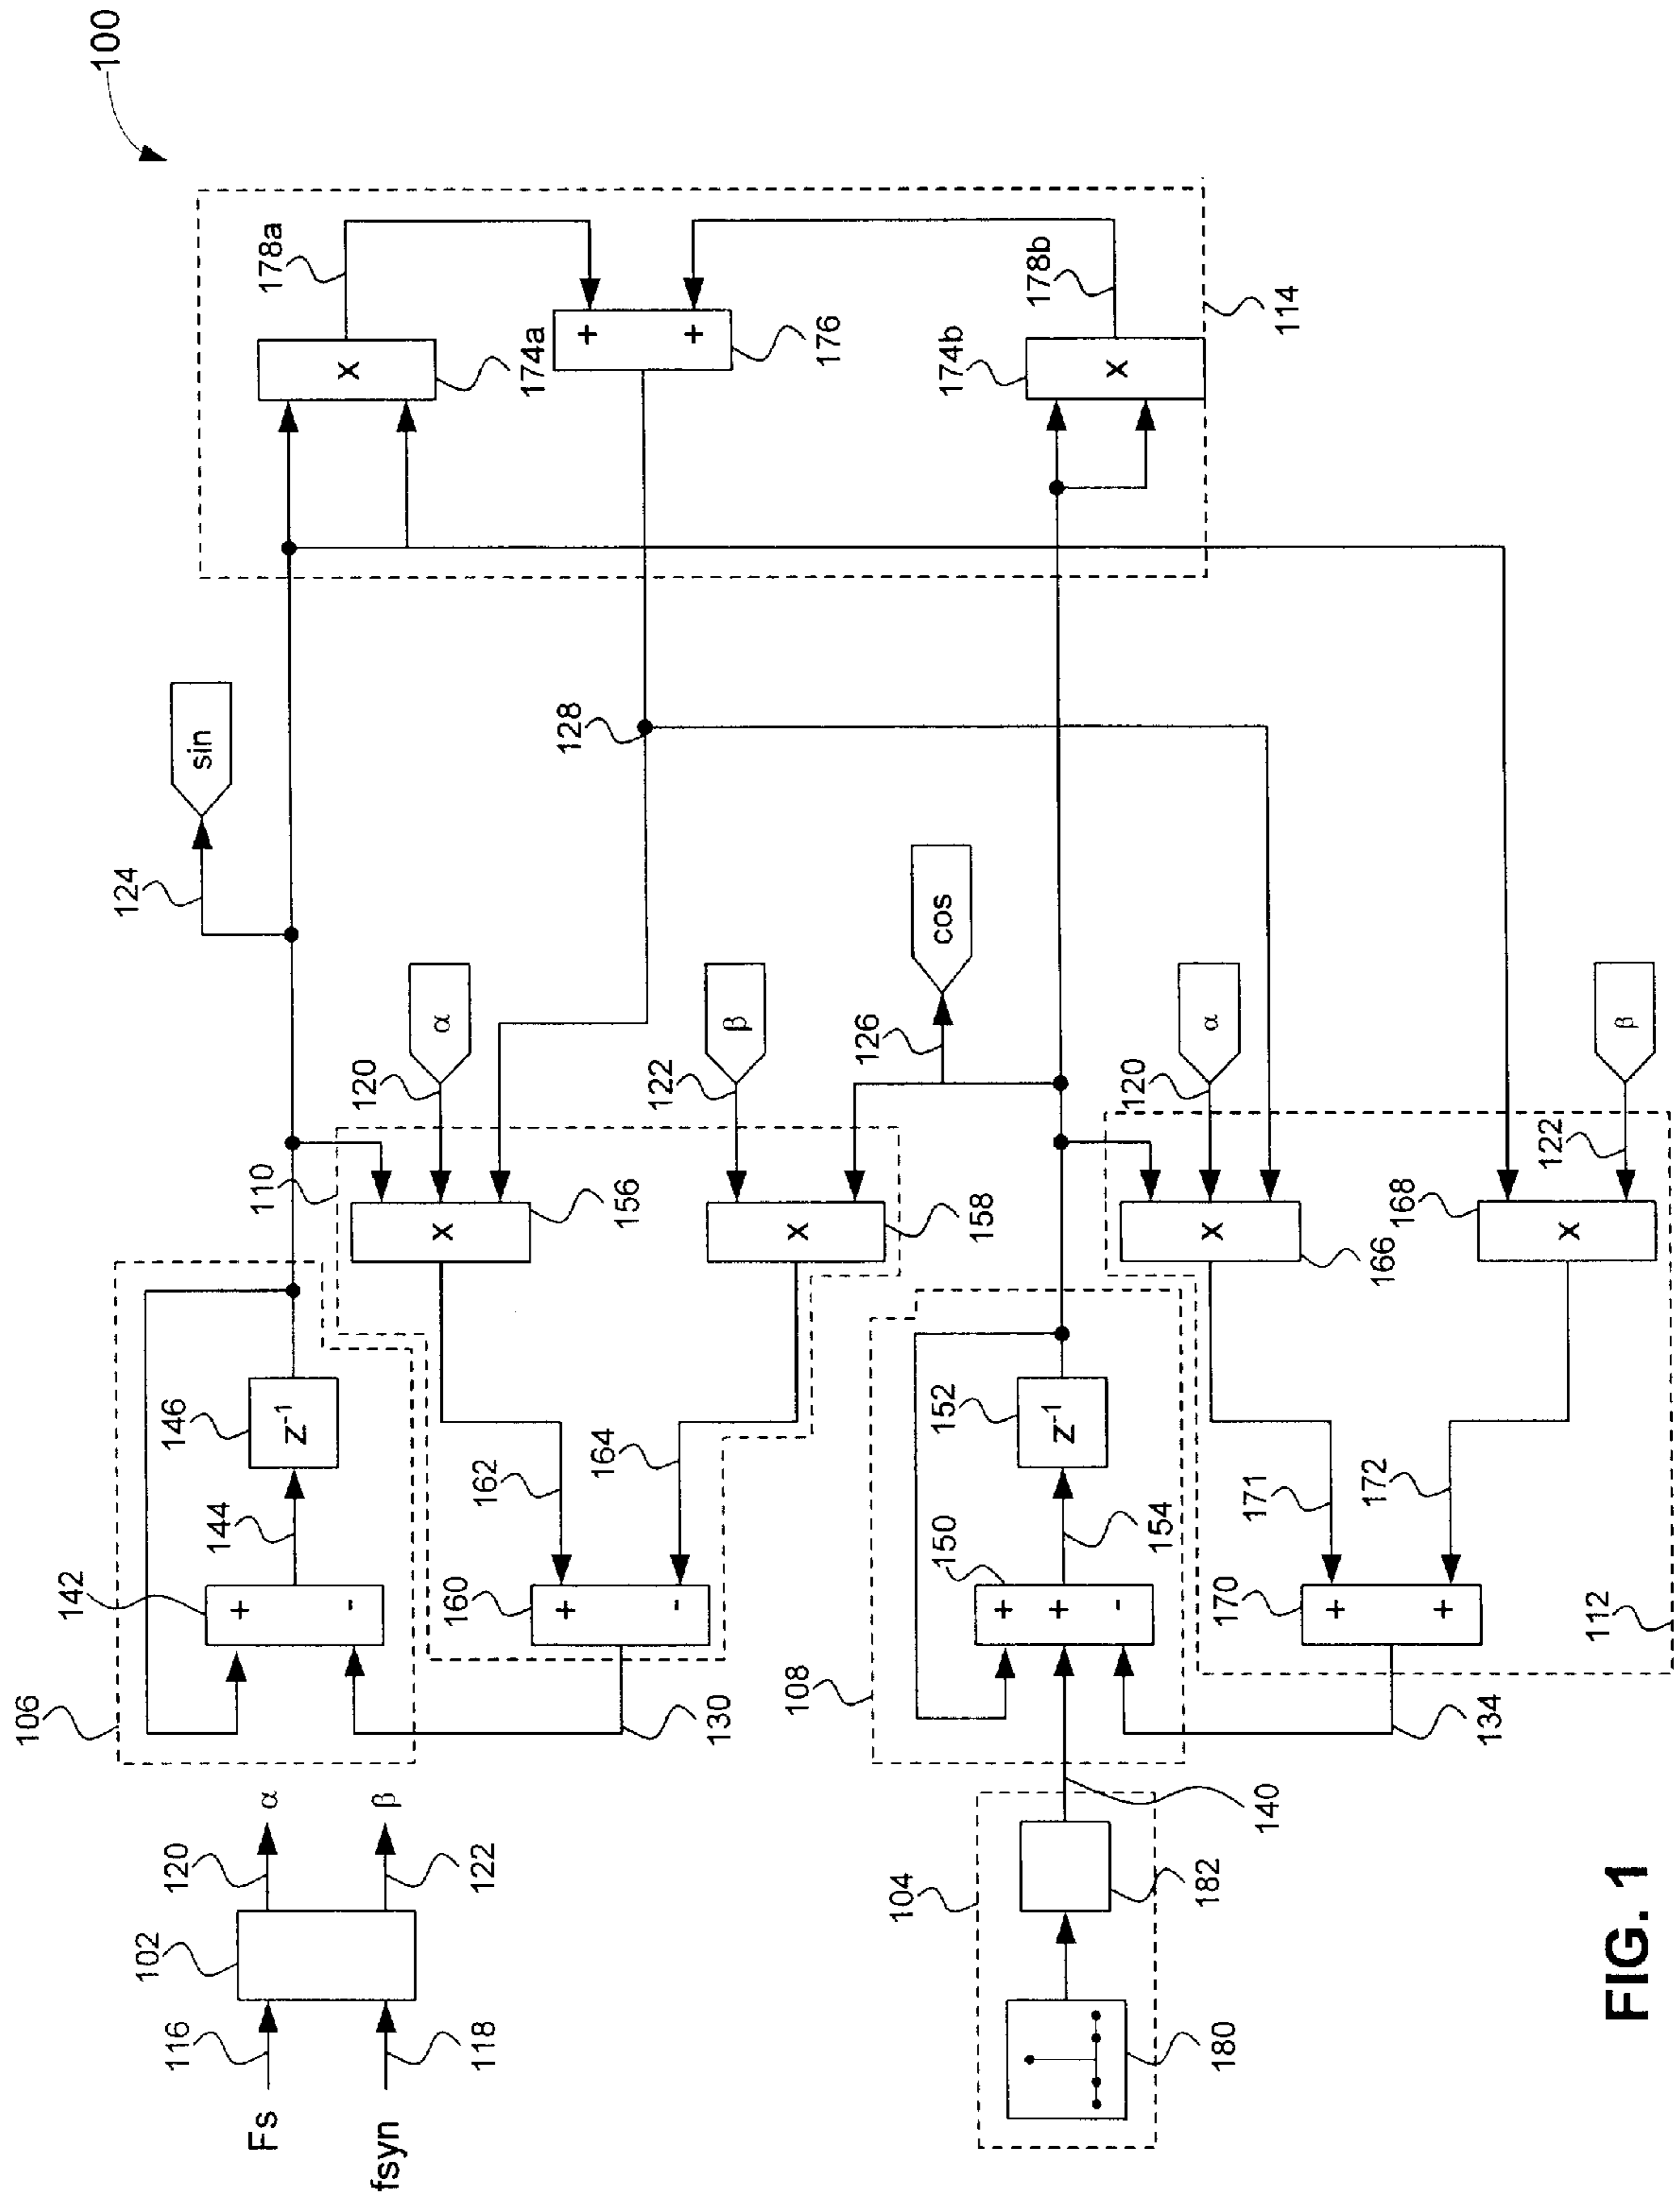 100
Fs
fsyn
116
118
102
120
122
α
β
106
142
+
-
144
146
z⁻¹
124
sin
178a
x
174a
+
+
176
128
110
120
α
x
156
162
160
+
-
130
164
122
β
x
158
126
cos
174b
x
178b
114
104
180
182
140
108
150
+
+
-
154
152
z⁻¹
120
α
x
166
171
170
+
+
134
172
168
x
122
β
112
FIG. 1